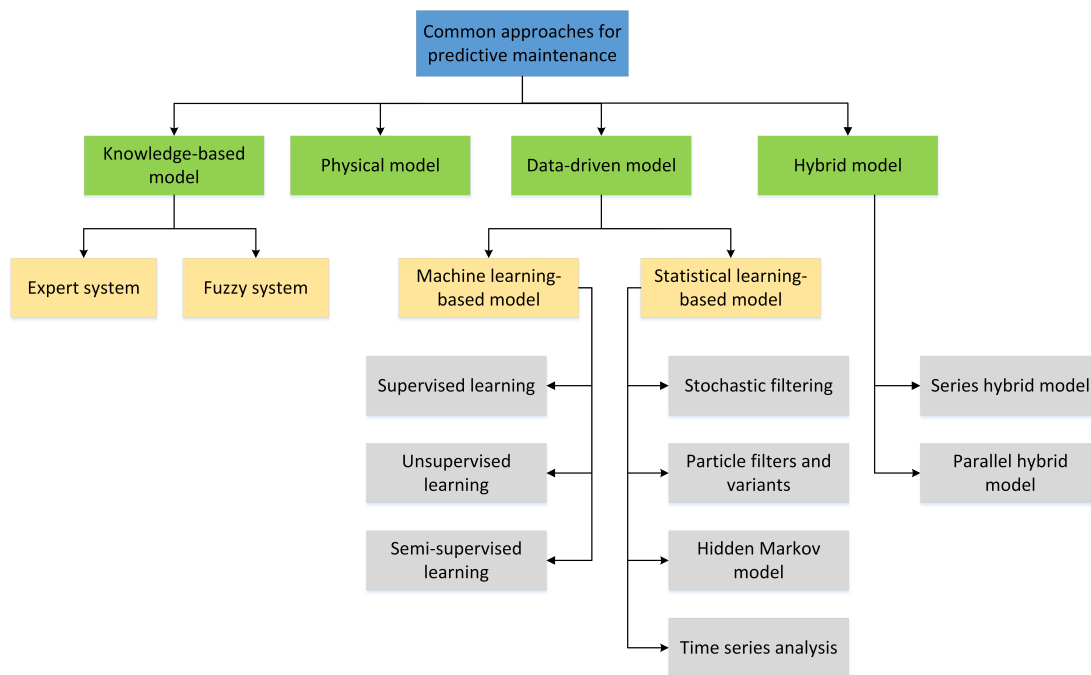 Common approaches for
predictive maintenance
Knowledge-based
model
Physical model
Data-driven model
Hybrid model
Expert system
Fuzzy system
Machine learning-
based model
Statistical learning-
based model
Supervised learning
Stochastic filtering
Series hybrid model
Unsupervised
learning
Particle filters and
variants
Parallel hybrid
model
Semi-supervised
learning
Hidden Markov
model
Time series analysis